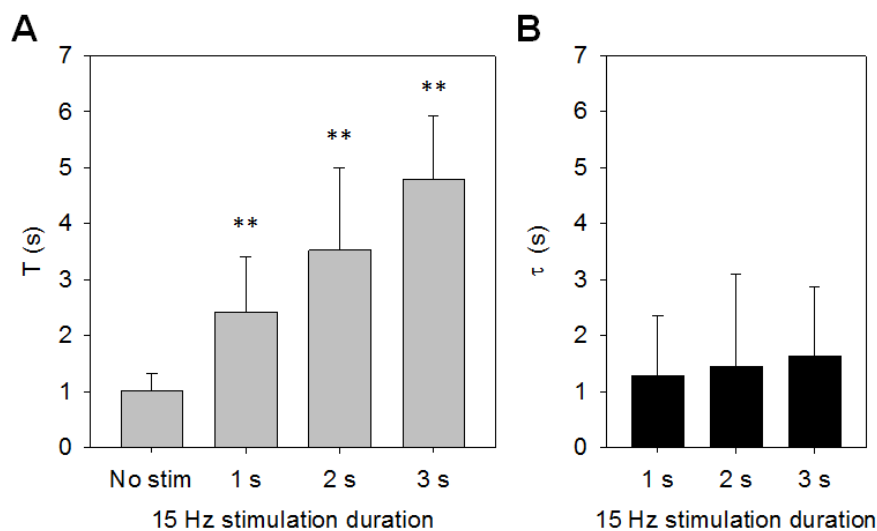 A
7
6
5
4
3
2
1
0
T (s)
**
**
**
No stim 1 s 2 s 3 s
15 Hz stimulation duration
B
7
6
5
4
3
2
1
0
τ (s)
1 s 2 s 3 s
15 Hz stimulation duration